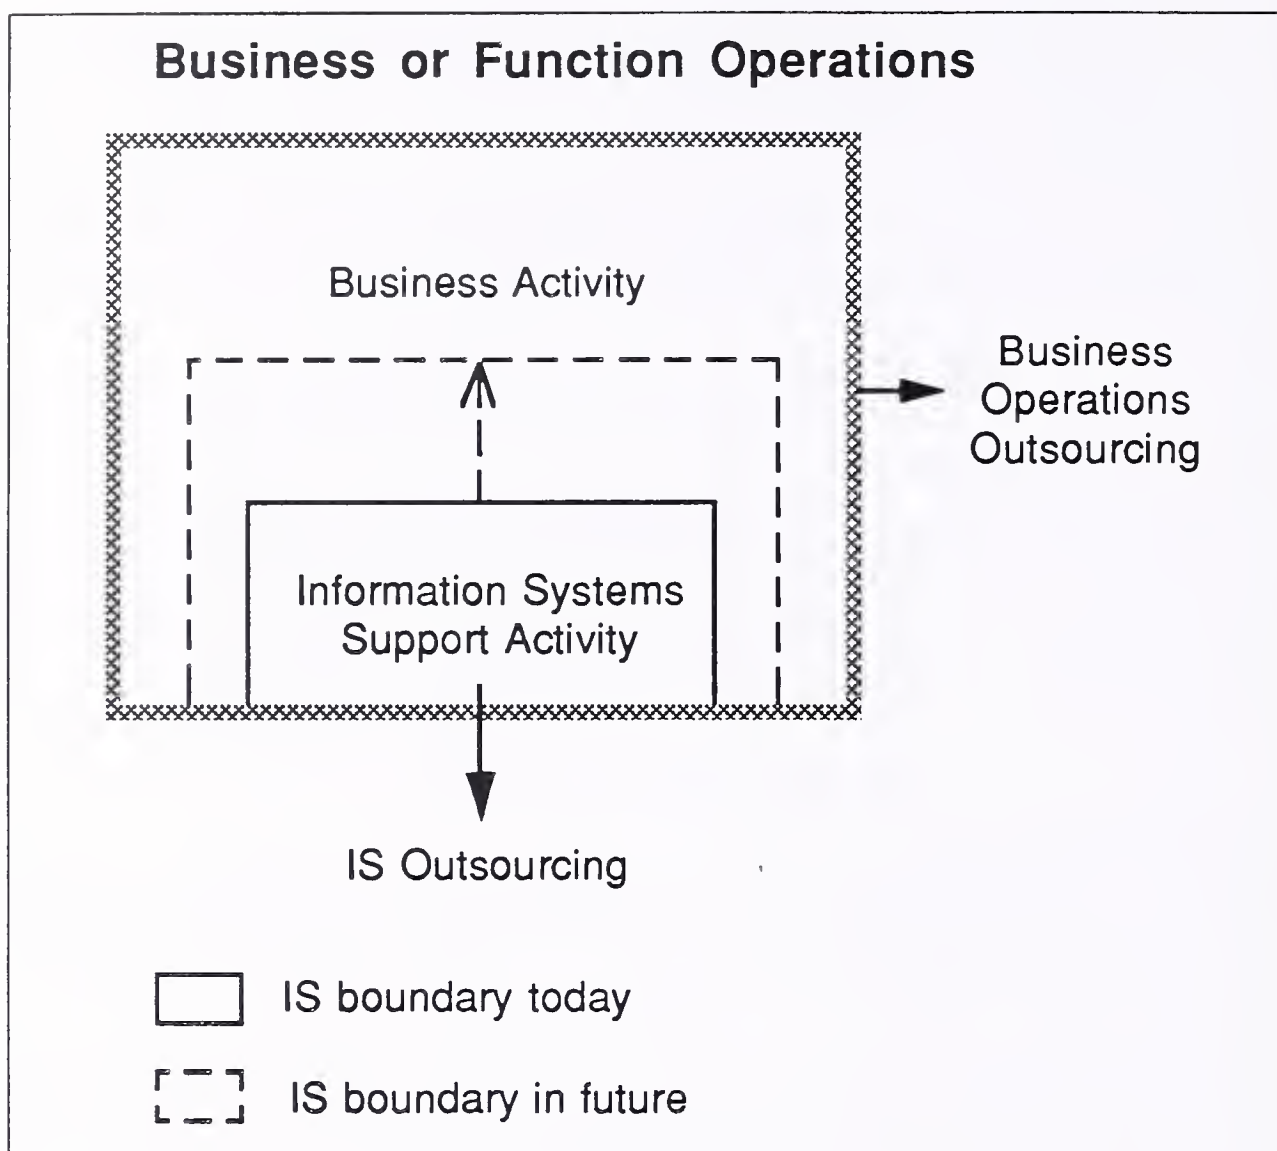 Business or Function Operations
Business Activity
Business
Operations
Outsourcing
Information Systems
Support Activity
IS Outsourcing
IS boundary today
IS boundary in future